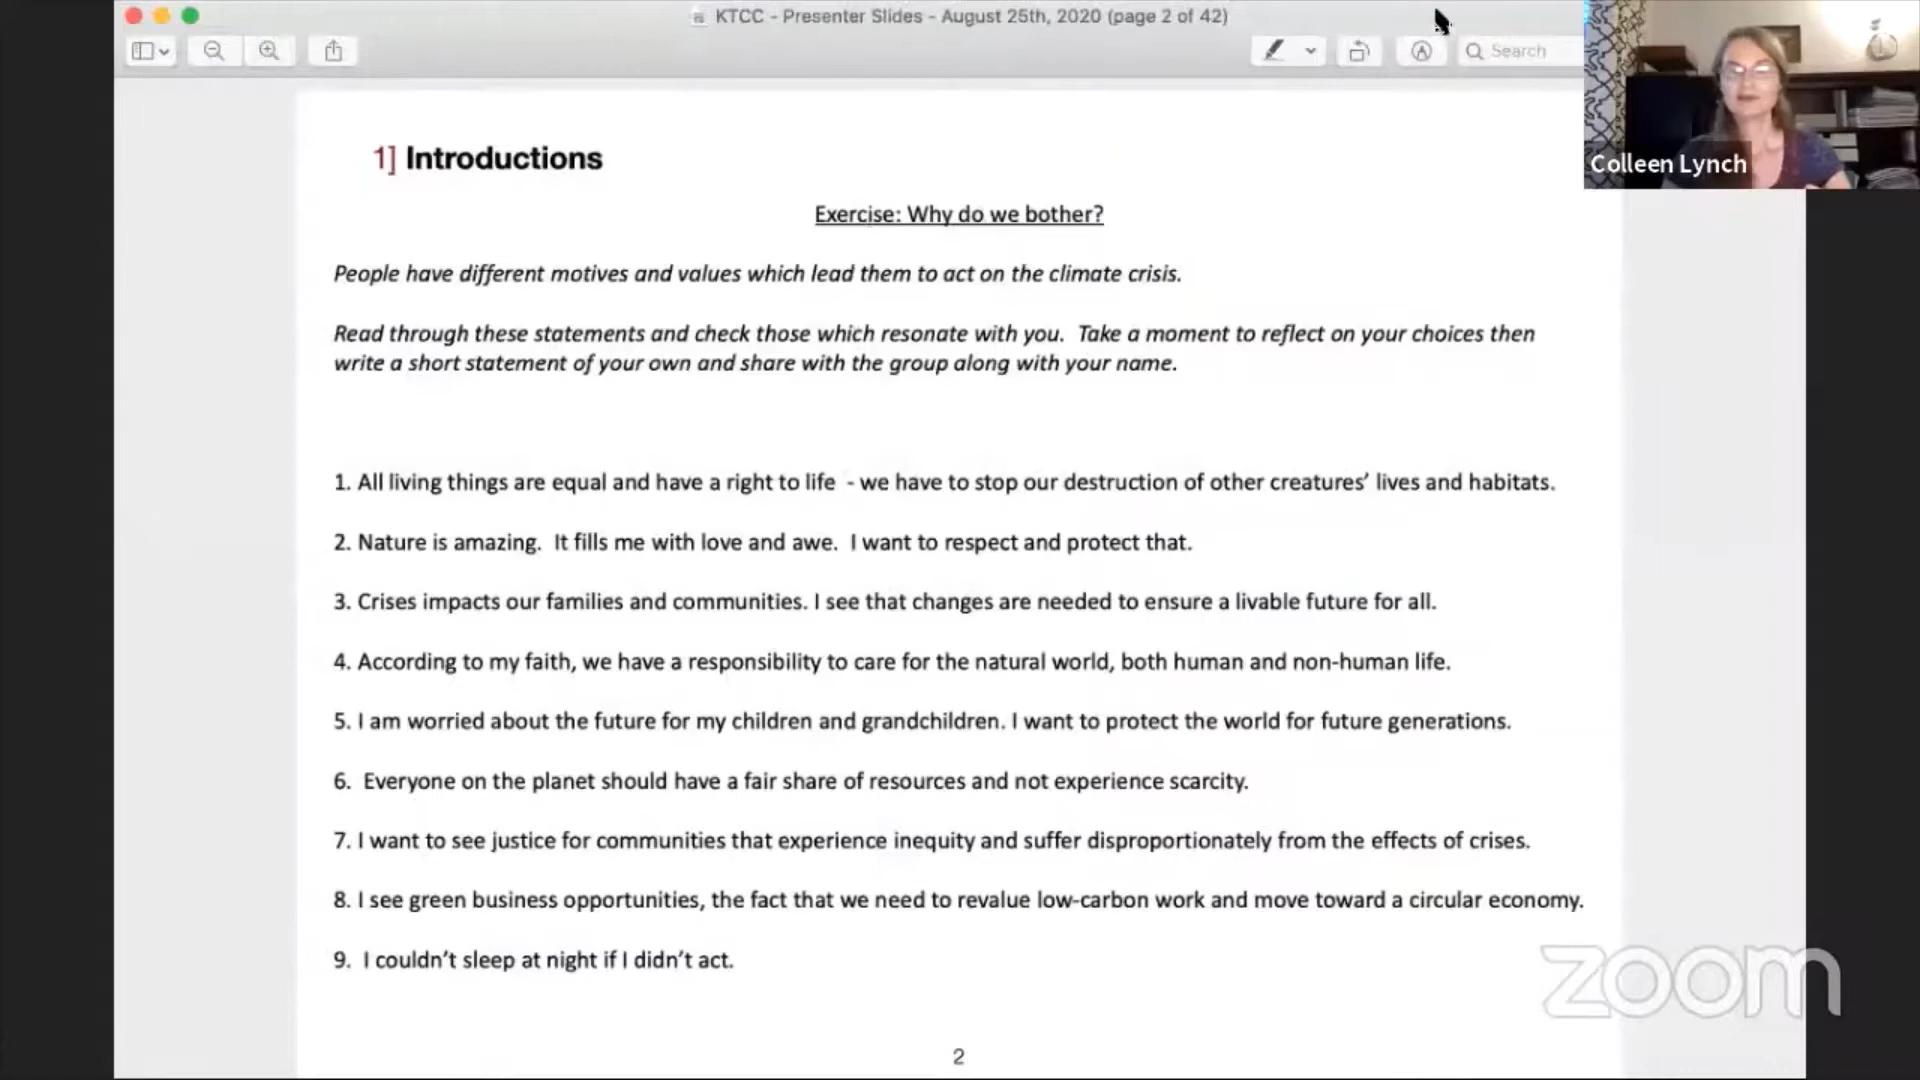 KTCC - Presenter Slides - August 25th, 2020 (page 2 of 42)
Search
Colleen Lynch
1] Introductions
Exercise: Why do we bother?
People have different motives and values which lead them to act on the climate crisis.
Read through these statements and check those which resonate with you.  Take a moment to reflect on your choices then
write a short statement of your own and share with the group along with your name.
1. All living things are equal and have a right to life  - we have to stop our destruction of other creatures’ lives and habitats.
2. Nature is amazing.  It fills me with love and awe.  I want to respect and protect that.
3. Crises impacts our families and communities. I see that changes are needed to ensure a livable future for all.
4. According to my faith, we have a responsibility to care for the natural world, both human and non-human life.
5. I am worried about the future for my children and grandchildren. I want to protect the world for future generations.
6.  Everyone on the planet should have a fair share of resources and not experience scarcity.
7. I want to see justice for communities that experience inequity and suffer disproportionately from the effects of crises.
8. I see green business opportunities, the fact that we need to revalue low-carbon work and move toward a circular economy.
9.  I couldn’t sleep at night if I didn’t act.
zoom
2